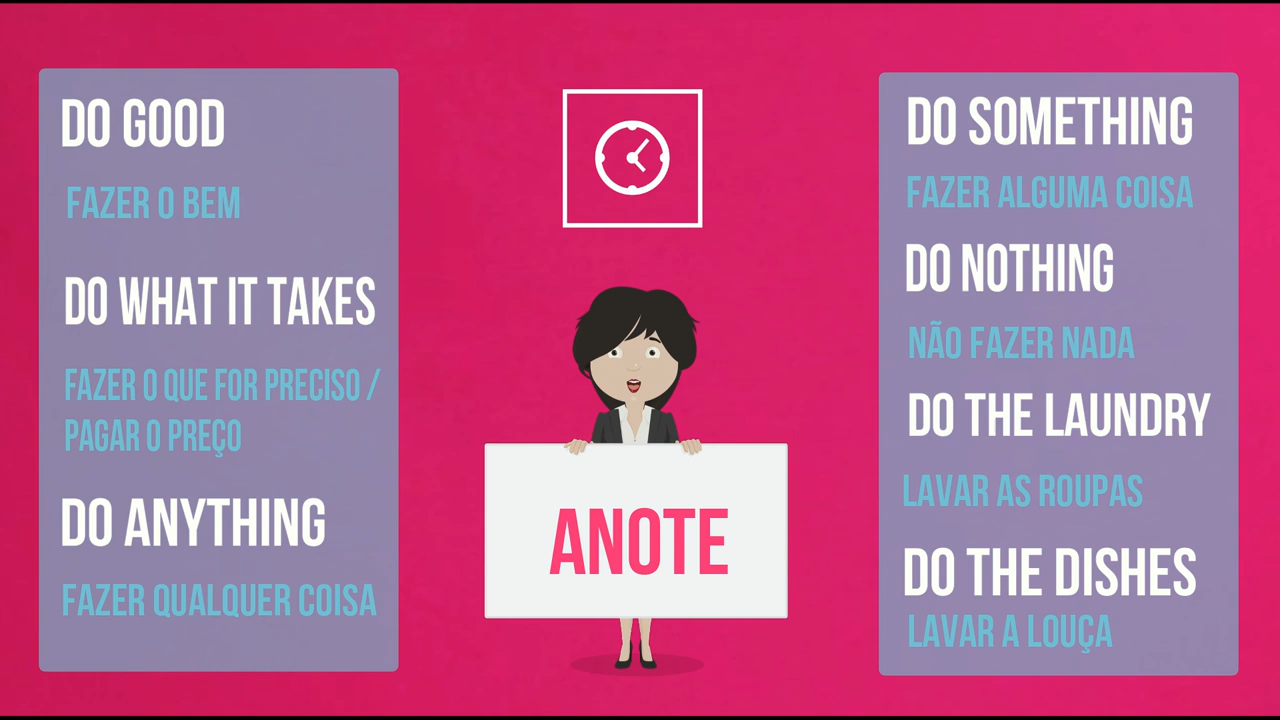 DO GOOD
FAZER O BEM
DO WHAT IT TAKES
FAZER O QUE FOR PRECISO /
PAGAR O PREÇO
DO ANYTHING
FAZER QUALQUER COISA
ANOTE
DO SOMETHING
FAZER ALGUMA COISA
DO NOTHING
NÃO FAZER NADA
DO THE LAUNDRY
LAVAR AS ROUPAS
DO THE DISHES
LAVAR A LOUÇA